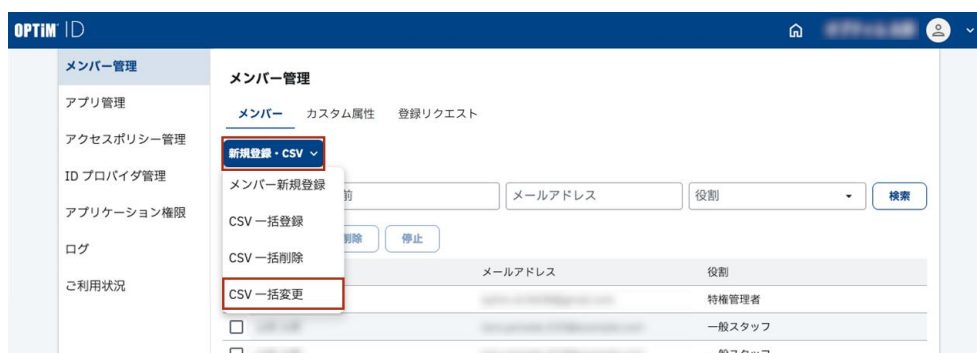 OPTiM ID
メンバー管理
アプリ管理
アクセスポリシー管理
ID プロバイダ管理
アプリケーション権限
ログ
ご利用状況
メンバー管理
メンバー カスタム属性 登録リクエスト
新規登録・CSV
メンバー新規登録
CSV 一括登録
CSV 一括削除
CSV 一括変更
前 メールアドレス 役割 検索
削除 停止
メールアドレス 役割
特権管理者
一般スタッフ
一般スタッフ